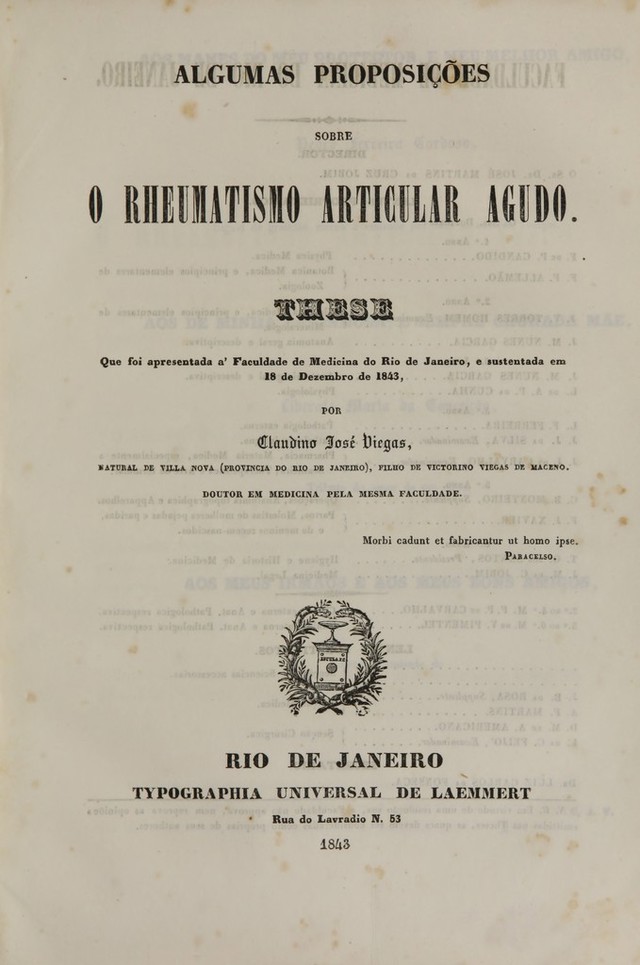 ALGUMAS PROPOSIÇÕES
SOBRE
O RHEUMATISMO ARTICULAR AGUDO.
THESE
Que foi apresentada a' Faculdade de Medicina do Rio de Janeiro, e sustentada em
18 de Dezembro de 1843,
POR
Claudino José Viegas,
NATURAL DE VILLA NOVA (PROVINCIA DO RIO DE JANEIRO), FILHO DE VICTORINO VIEGAS DE MACENO.
DOUTOR EM MEDICINA PELA MESMA FACULDADE.
Morbi cadunt et fabricantur ut homo ipse.
PARACELSO.
RIO DE JANEIRO
TYPOGRAPHIA UNIVERSAL DE LAEMMERT
Rua do Lavradio N. 53
1843